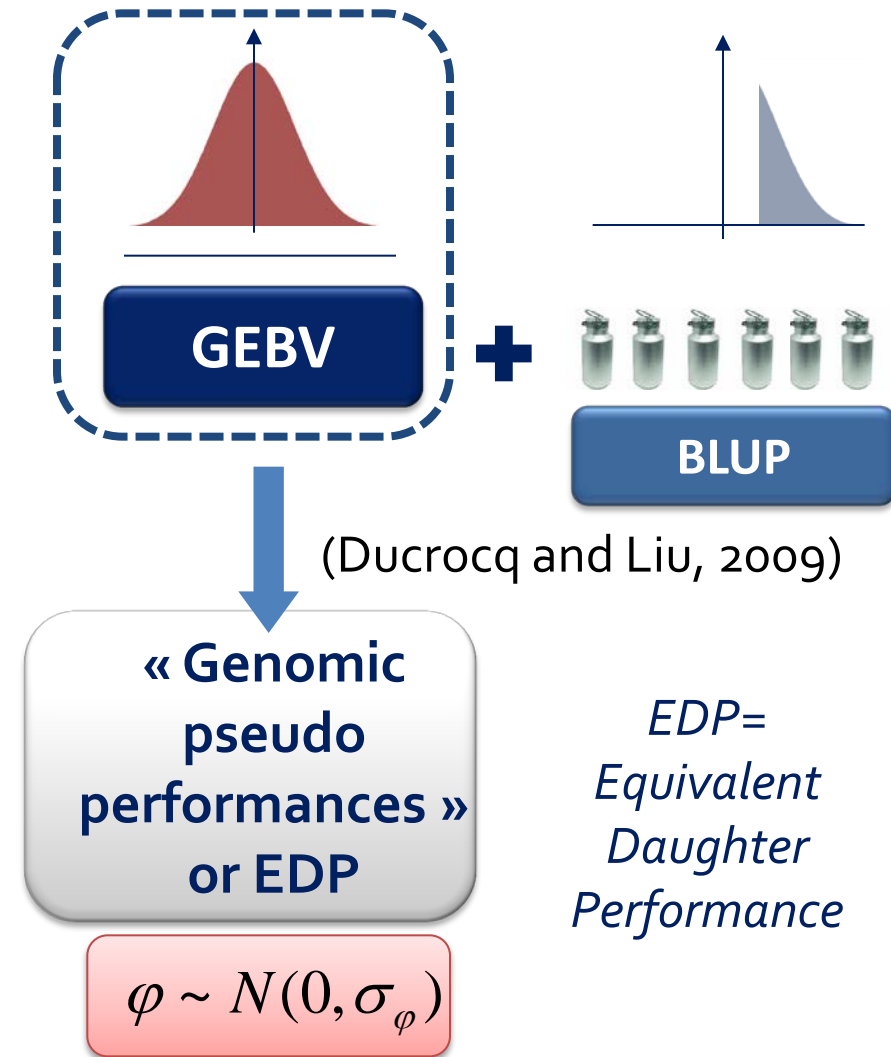 GEBV
BLUP
(Ducrocq and Liu, 2009)
« Genomic
pseudo
performances »
or EDP
EDP=
Equivalent
Daughter
Performance
φ ~ N(0, σ_φ)